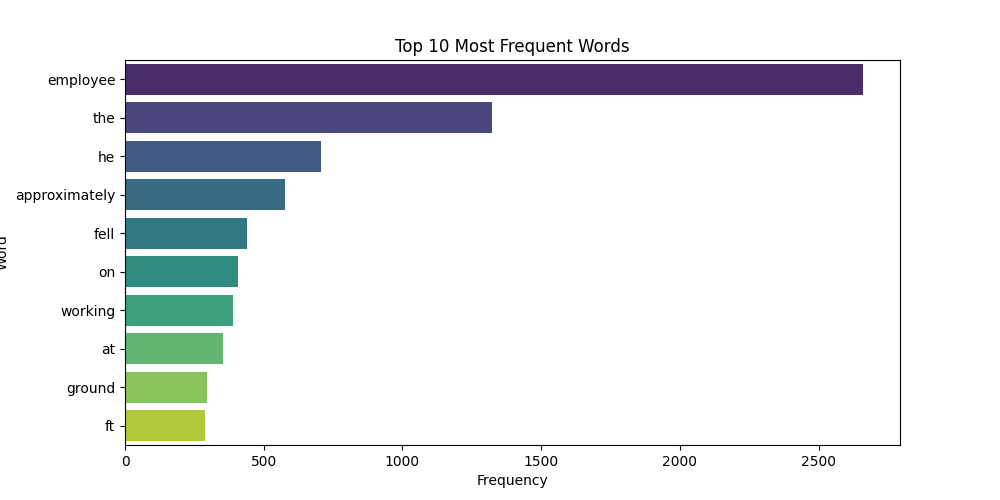 Top 10 Most Frequent Words
employee
the
he
approximately
fell
on
working
at
ground
ft
Word
0 500 1000 1500 2000 2500
Frequency